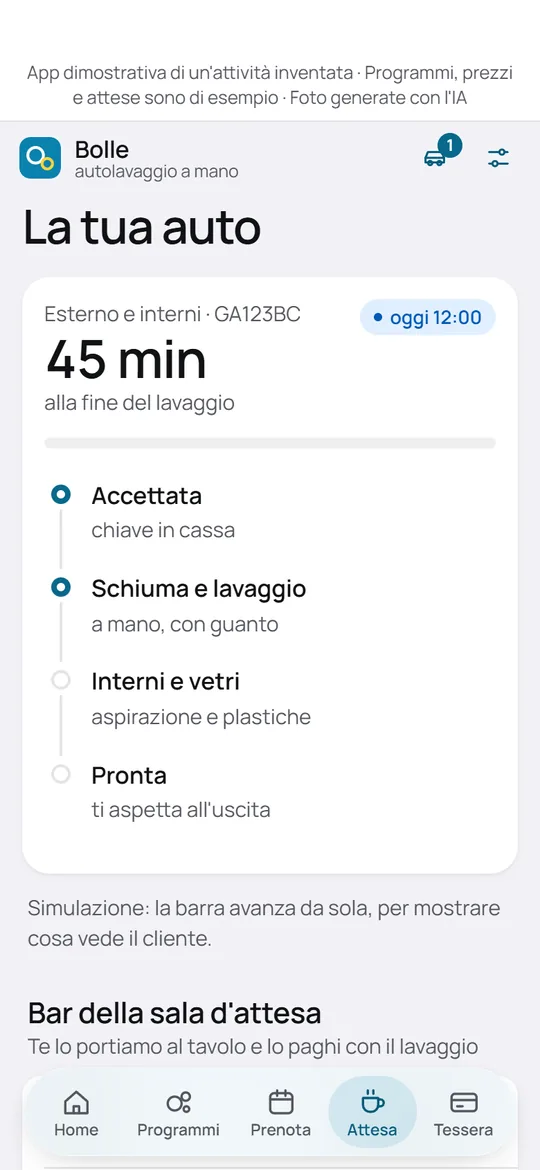 App dimostrativa di un'attività inventata · Programmi, prezzi
e attese sono di esempio · Foto generate con l'IA
Bolle
autolavaggio a mano
1
La tua auto
Esterno e interni · GA123BC
oggi 12:00
45 min
alla fine del lavaggio
Accettata
chiave in cassa
Schiuma e lavaggio
a mano, con guanto
Interni e vetri
aspirazione e plastiche
Pronta
ti aspetta all'uscita
Simulazione: la barra avanza da sola, per mostrare
cosa vede il cliente.
Bar della sala d'attesa
Te lo portiamo al tavolo e lo paghi con il lavaggio
Home
Programmi
Prenota
Attesa
Tessera